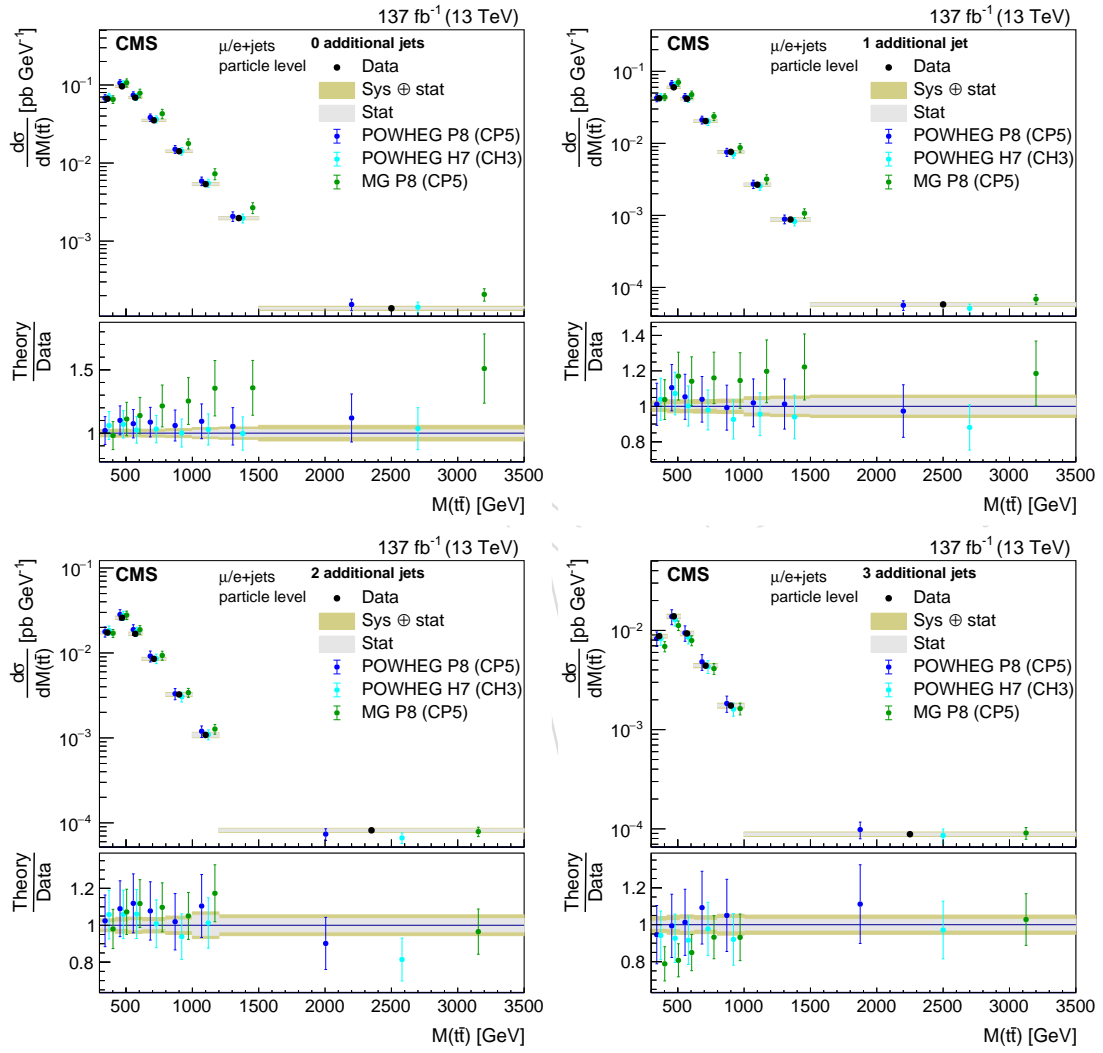 137 fb⁻¹ (13 TeV)
CMS
μ/e+jets
particle level
0 additional jets
Data
Sys ⊕ stat
Stat
POWHEG P8 (CP5)
POWHEG H7 (CH3)
MG P8 (CP5)
dσ/dM(tt̄) [pb GeV⁻¹]
10⁻¹
10⁻²
10⁻³
Theory/Data
1.5
1
500 1000 1500 2000 2500 3000 3500
M(tt̄) [GeV]
137 fb⁻¹ (13 TeV)
CMS
μ/e+jets
particle level
1 additional jet
Data
Sys ⊕ stat
Stat
POWHEG P8 (CP5)
POWHEG H7 (CH3)
MG P8 (CP5)
dσ/dM(tt̄) [pb GeV⁻¹]
10⁻¹
10⁻²
10⁻³
10⁻⁴
Theory/Data
1.4
1.2
1
0.8
500 1000 1500 2000 2500 3000 3500
M(tt̄) [GeV]
137 fb⁻¹ (13 TeV)
CMS
μ/e+jets
particle level
2 additional jets
Data
Sys ⊕ stat
Stat
POWHEG P8 (CP5)
POWHEG H7 (CH3)
MG P8 (CP5)
dσ/dM(tt̄) [pb GeV⁻¹]
10⁻¹
10⁻²
10⁻³
10⁻⁴
Theory/Data
1.2
1
0.8
500 1000 1500 2000 2500 3000 3500
M(tt̄) [GeV]
137 fb⁻¹ (13 TeV)
CMS
μ/e+jets
particle level
3 additional jets
Data
Sys ⊕ stat
Stat
POWHEG P8 (CP5)
POWHEG H7 (CH3)
MG P8 (CP5)
dσ/dM(tt̄) [pb GeV⁻¹]
10⁻²
10⁻³
10⁻⁴
Theory/Data
1.2
1
0.8
500 1000 1500 2000 2500 3000 3500
M(tt̄) [GeV]